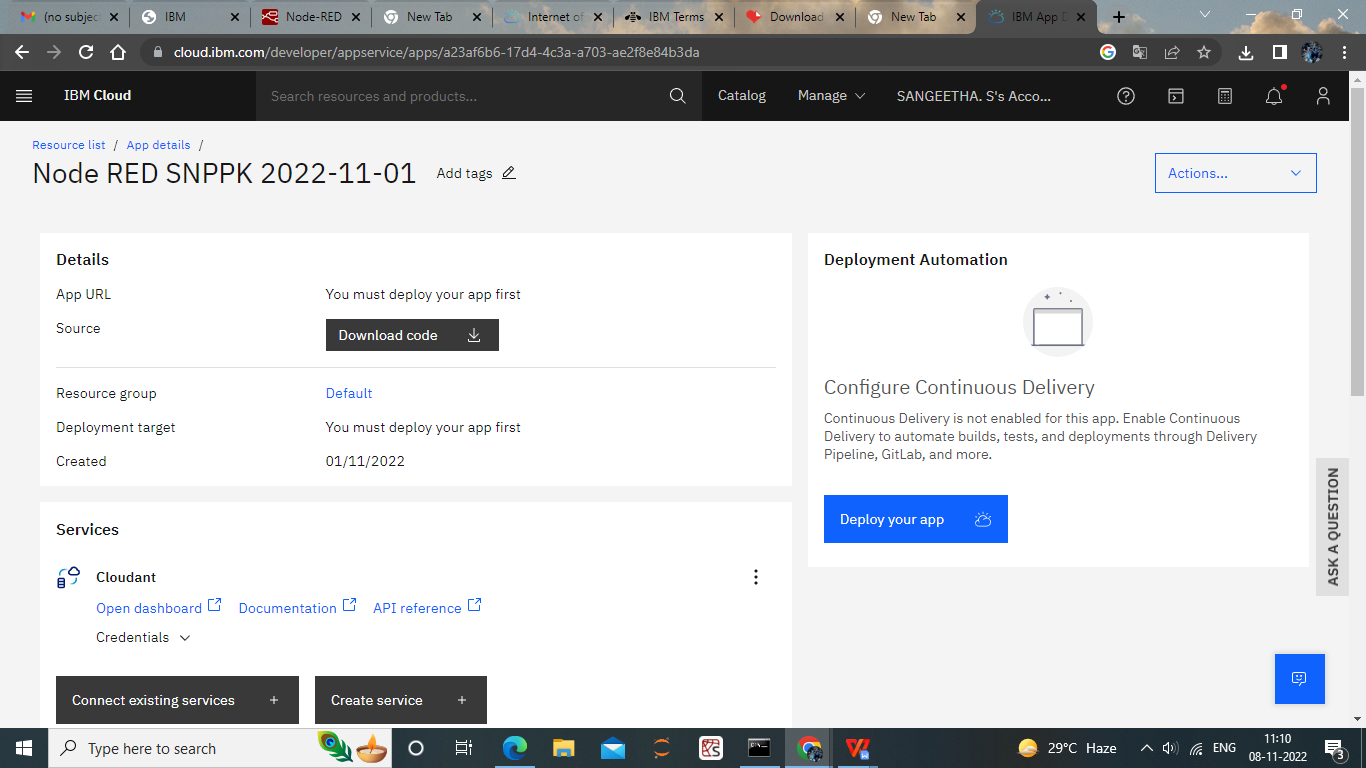 (no subjec
IBM
Node-RED
New Tab
Internet of
IBM Terms
Download
New Tab
IBM App D
cloud.ibm.com/developer/appservice/apps/a23af6b6-17d4-4c3a-a703-ae2f8e84b3da
IBM Cloud
Search resources and products...
Catalog
Manage
SANGEETHA. S's Acco...
Resource list / App details /
Node RED SNPPK 2022-11-01
Add tags
Actions...
Details
App URL
You must deploy your app first
Source
Download code
Resource group
Default
Deployment target
You must deploy your app first
Created
01/11/2022
Deployment Automation
Configure Continuous Delivery
Continuous Delivery is not enabled for this app. Enable Continuous
Delivery to automate builds, tests, and deployments through Delivery
Pipeline, GitLab, and more.
Deploy your app
ASK A QUESTION
Services
Cloudant
Open dashboard
Documentation
API reference
Credentials
Connect existing services +
Create service +
Type here to search
29°C Haze
ENG
11:10
08-11-2022
3